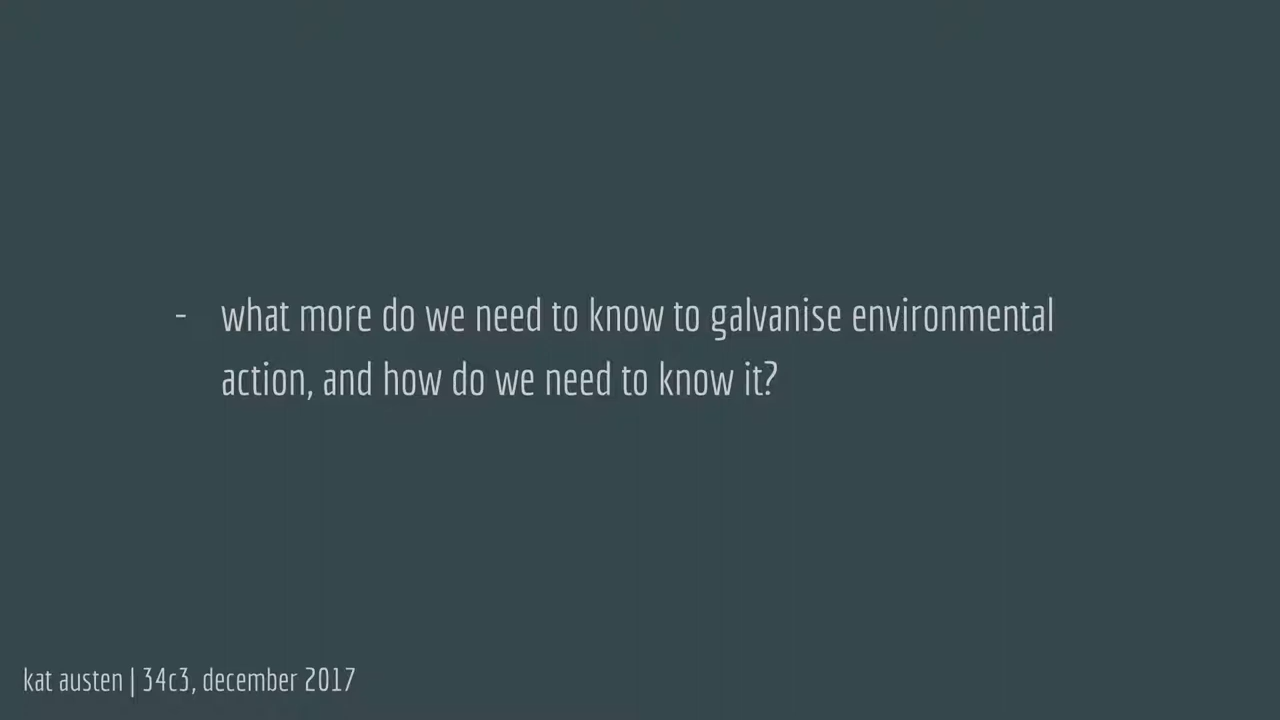 - what more do we need to know to galvanise environmental
action, and how do we need to know it?
kat austen | 34c3, december 2017